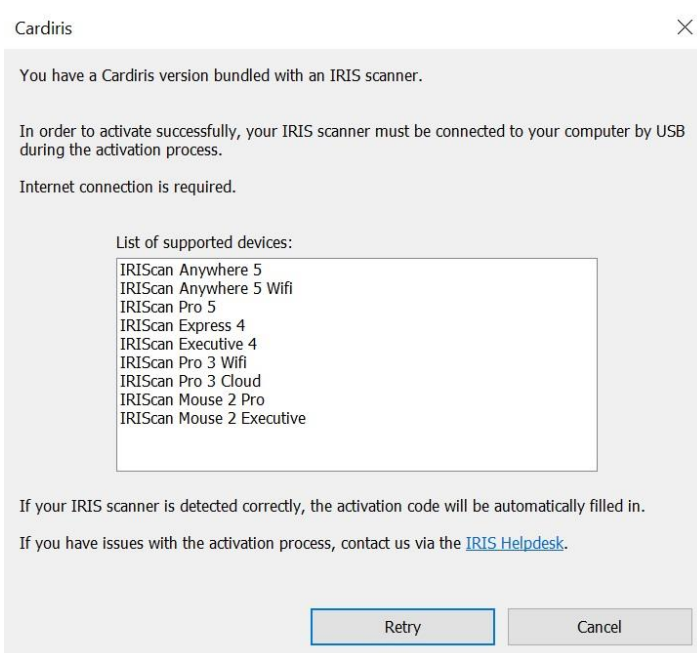 Cardiris
You have a Cardiris version bundled with an IRIS scanner.
In order to activate successfully, your IRIS scanner must be connected to your computer by USB
during the activation process.
Internet connection is required.
List of supported devices:
IRIScan Anywhere 5
IRIScan Anywhere 5 Wifi
IRIScan Pro 5
IRIScan Express 4
IRIScan Executive 4
IRIScan Pro 3 Wifi
IRIScan Pro 3 Cloud
IRIScan Mouse 2 Pro
IRIScan Mouse 2 Executive
If your IRIS scanner is detected correctly, the activation code will be automatically filled in.
If you have issues with the activation process, contact us via the IRIS Helpdesk.
Retry Cancel